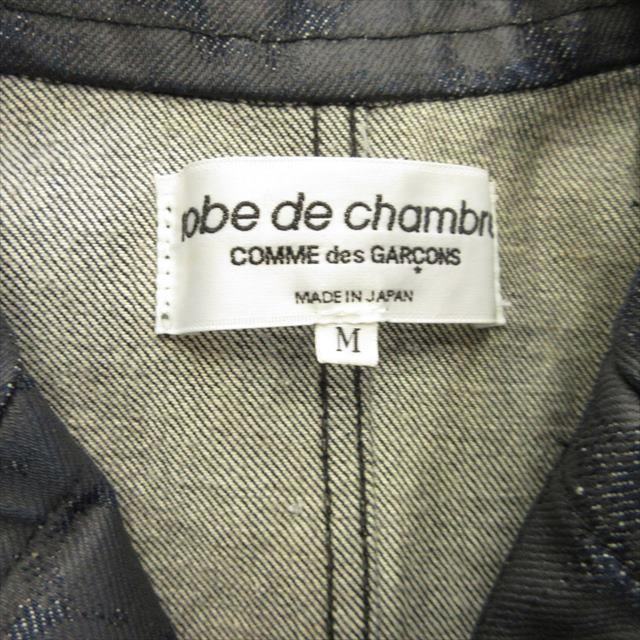 obe de chambr
COMME des GARÇONS
MADE IN JAPAN
M